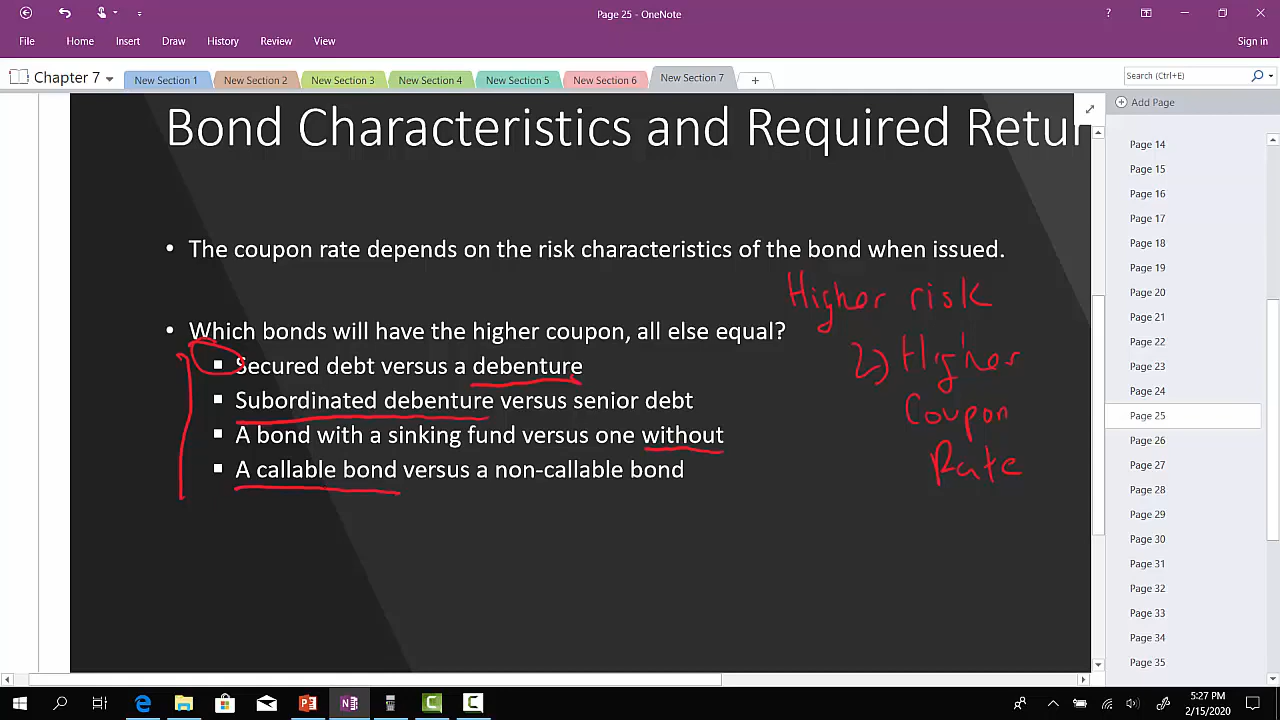 Page 25 - OneNote
File Home Insert Draw History Review View Sign in
Chapter 7 New Section 1 New Section 2 New Section 3 New Section 4 New Section 5 New Section 6 New Section 7 Search (Ctrl+E)
Add Page
Bond Characteristics and Required Retur
• The coupon rate depends on the risk characteristics of the bond when issued.
Higher risk
• Which bonds will have the higher coupon, all else equal?
▪ Secured debt versus a debenture
▪ Subordinated debenture versus senior debt
▪ A bond with a sinking fund versus one without
▪ A callable bond versus a non-callable bond
Higher
Coupon
Rate
Page 14
Page 15
Page 16
Page 17
Page 18
Page 19
Page 20
Page 21
Page 22
Page 23
Page 24
Page 25
Page 26
Page 27
Page 28
Page 29
Page 30
Page 31
Page 32
Page 33
Page 34
Page 35
5:27 PM
2/15/2020